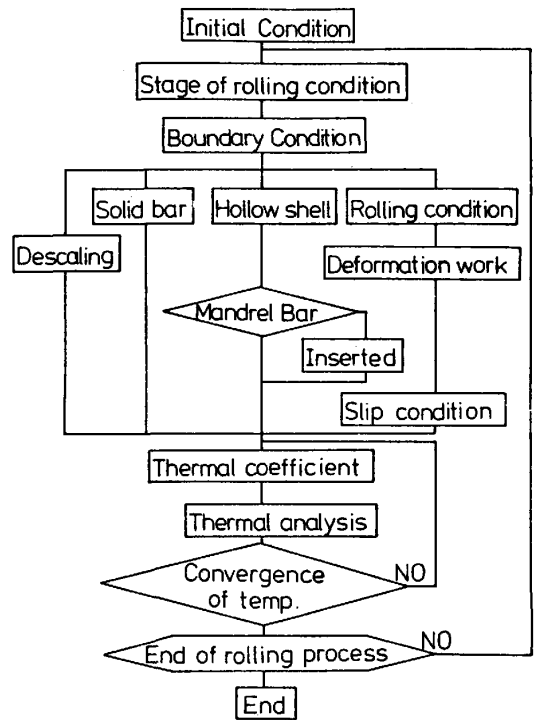 Initial Condition
Stage of rolling condition
Boundary Condition
Solid bar
Hollow shell
Rolling condition
Descaling
Deformation work
Mandrel Bar
Inserted
Slip condition
Thermal coefficient
Thermal analysis
Convergence
of temp.
NO
End of rolling process
NO
End